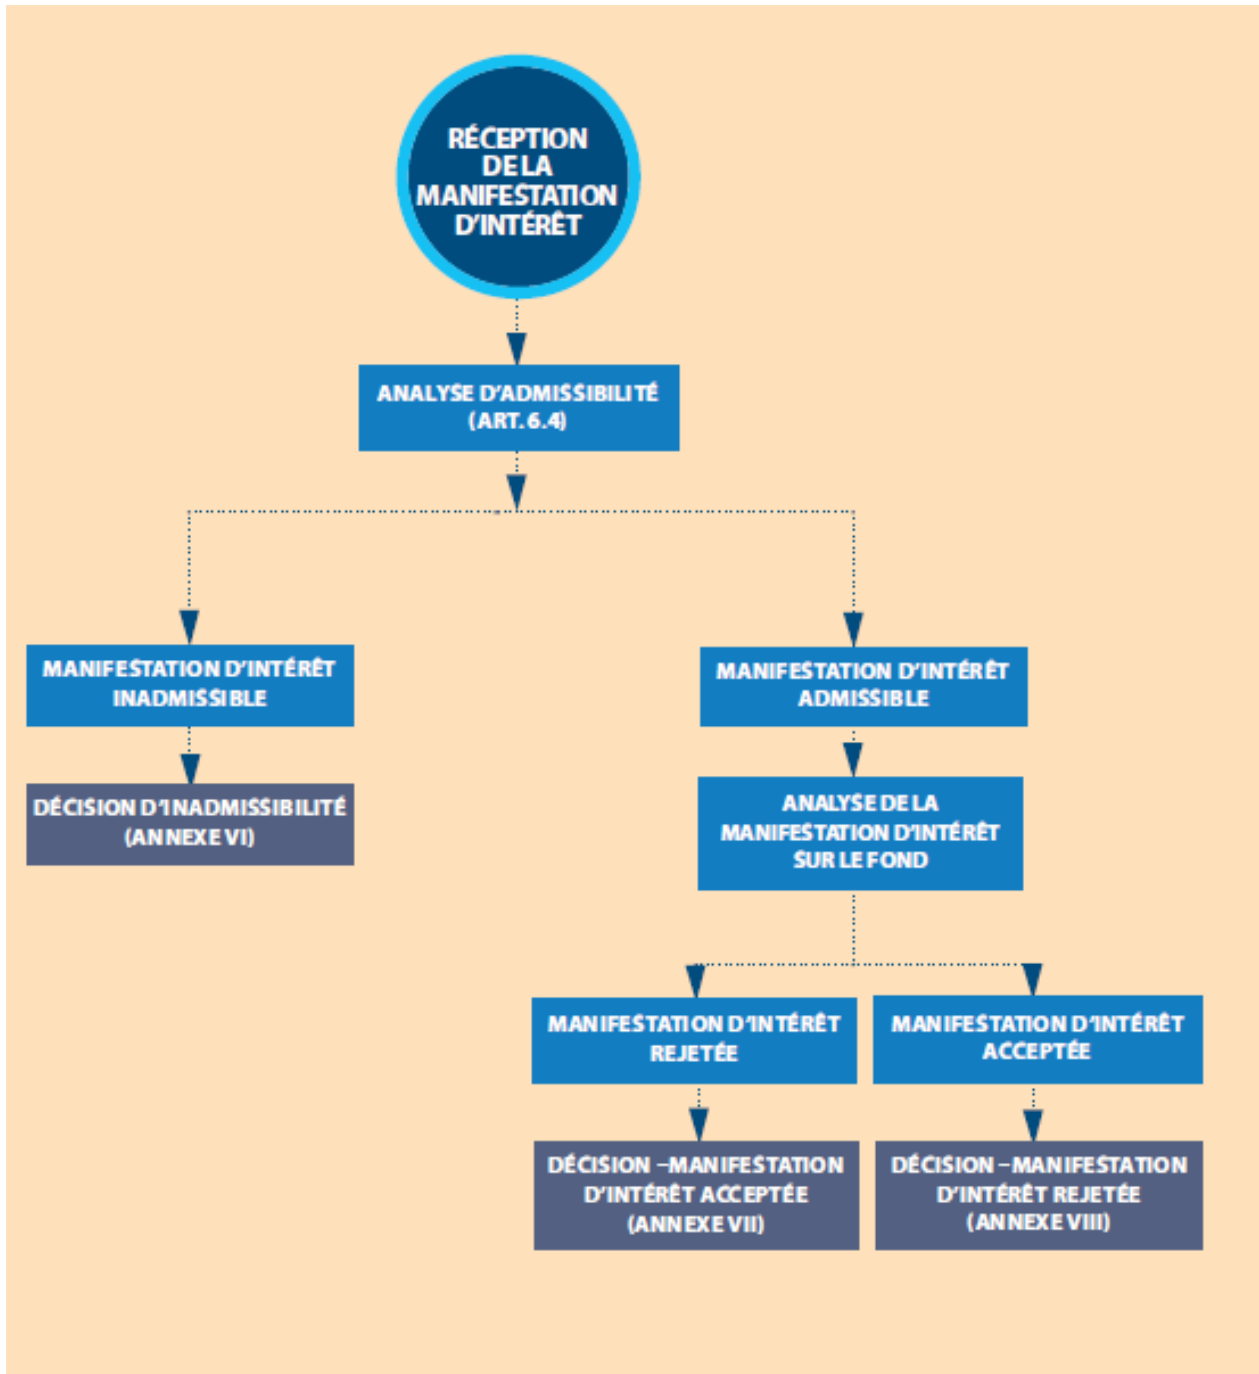 RÉCEPTION
DE LA
MANIFESTATION
D'INTÉRÊT
ANALYSE D'ADMISSIBILITÉ
(ART. 6.4)
MANIFESTATION D'INTÉRÊT
INADMISSIBLE
DÉCISION D'INADMISSIBILITÉ
(ANNEXE VI)
MANIFESTATION D'INTÉRÊT
ADMISSIBLE
ANALYSE DE LA
MANIFESTATION D'INTÉRÊT
SUR LE FOND
MANIFESTATION D'INTÉRÊT
REJETÉE
DÉCISION – MANIFESTATION
D'INTÉRÊT ACCEPTÉE
(ANNEXE VII)
MANIFESTATION D'INTÉRÊT
ACCEPTÉE
DÉCISION – MANIFESTATION
D'INTÉRÊT REJETÉE
(ANNEXE VIII)